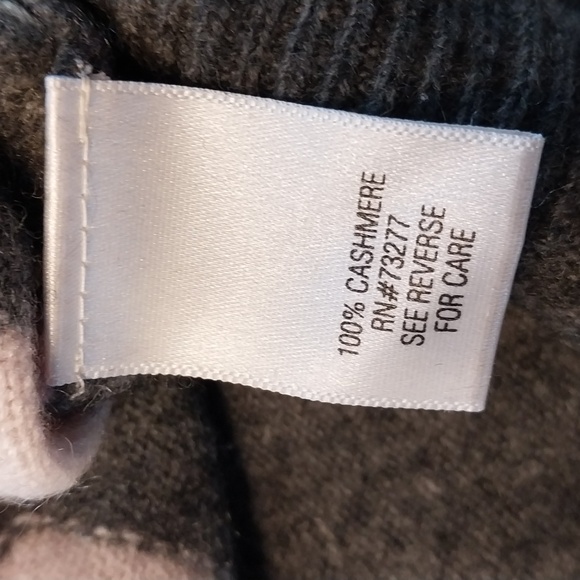 100% CASHMERE
RN#73277
SEE REVERSE
FOR CARE